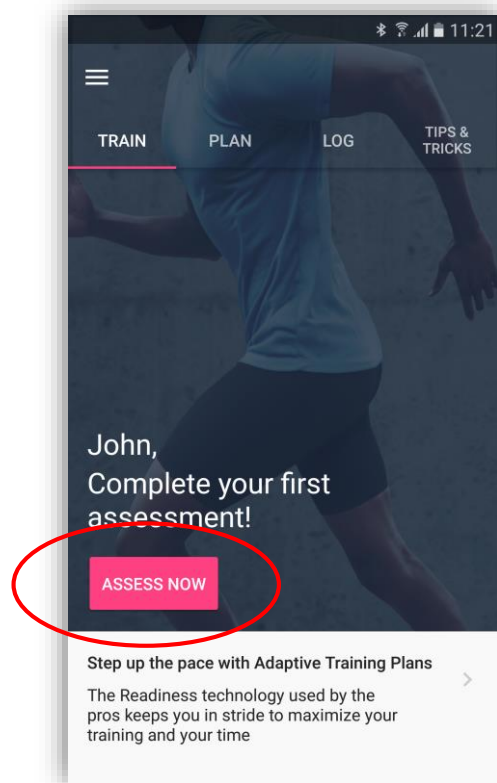 11:21
TRAIN
PLAN
LOG
TIPS &
TRICKS
John,
Complete your first
assessment!
ASSESS NOW
Step up the pace with Adaptive Training Plans
The Readiness technology used by the
pros keeps you in stride to maximize your
training and your time